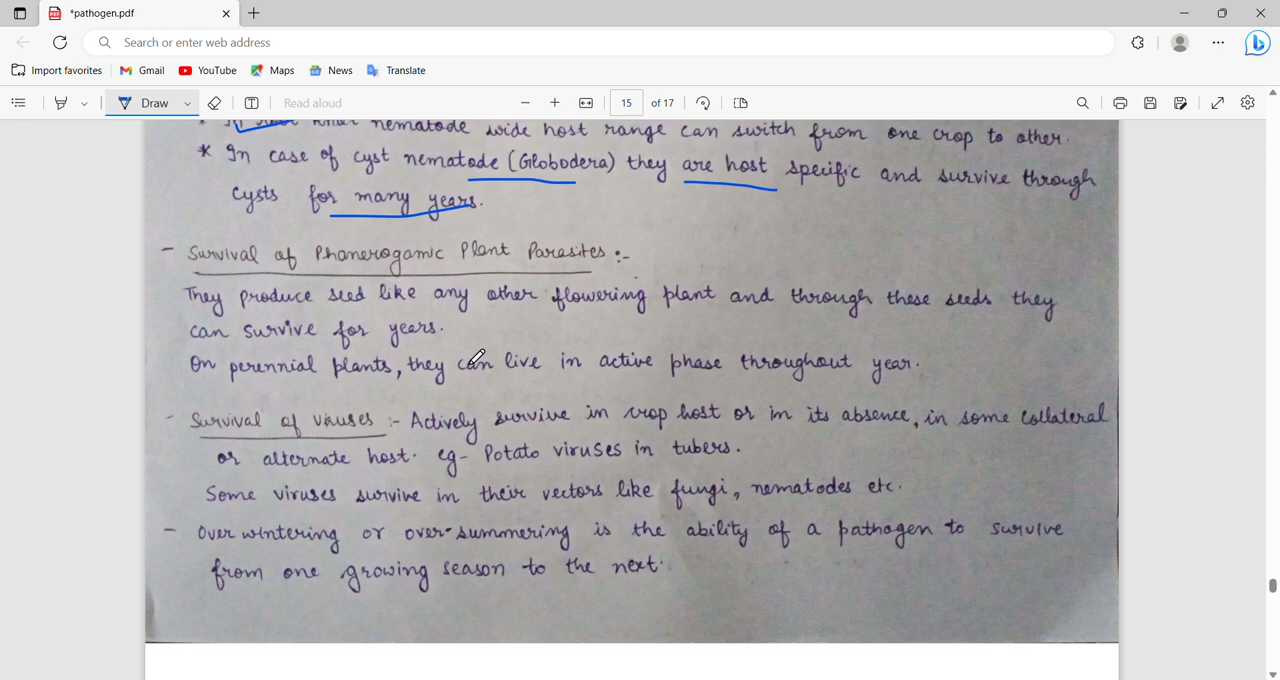 *pathogen.pdf
Search or enter web address
Import favorites Gmail YouTube Maps News Translate
Draw Read aloud 15 of 17
* In nematode wide host range can switch from one crop to other.
* In case of cyst nematode (Globodera) they are host specific and survive through
cysts for many years.
- Survival of Phanerogamic Plant Parasites :-
They produce seed like any other flowering plant and through these seeds they
can survive for years.
On perennial plants, they can live in active phase throughout year.
- Survival of viruses :- Actively survive in crop host or in its absence, in some collateral
or alternate host. eg- Potato viruses in tubers.
Some viruses survive in their vectors like fungi, nematodes etc.
- Over wintering or over-summering is the ability of a pathogen to survive
from one growing season to the next.